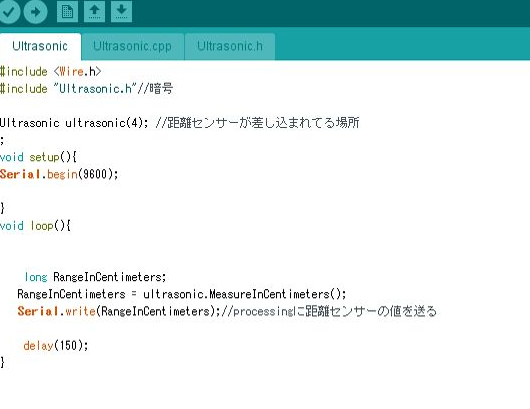 Ultrasonic Ultrasonic.cpp Ultrasonic.h
#include <Wire.h>
#include "Ultrasonic.h"//暗号
Ultrasonic ultrasonic(4); //距離センサーが差し込まれてる場所
;
void setup(){
Serial.begin(9600);
}
void loop(){
long RangeInCentimeters;
RangeInCentimeters = ultrasonic.MeasureInCentimeters();
Serial.write(RangeInCentimeters);//processingに距離センサーの値を送る
delay(150);
}